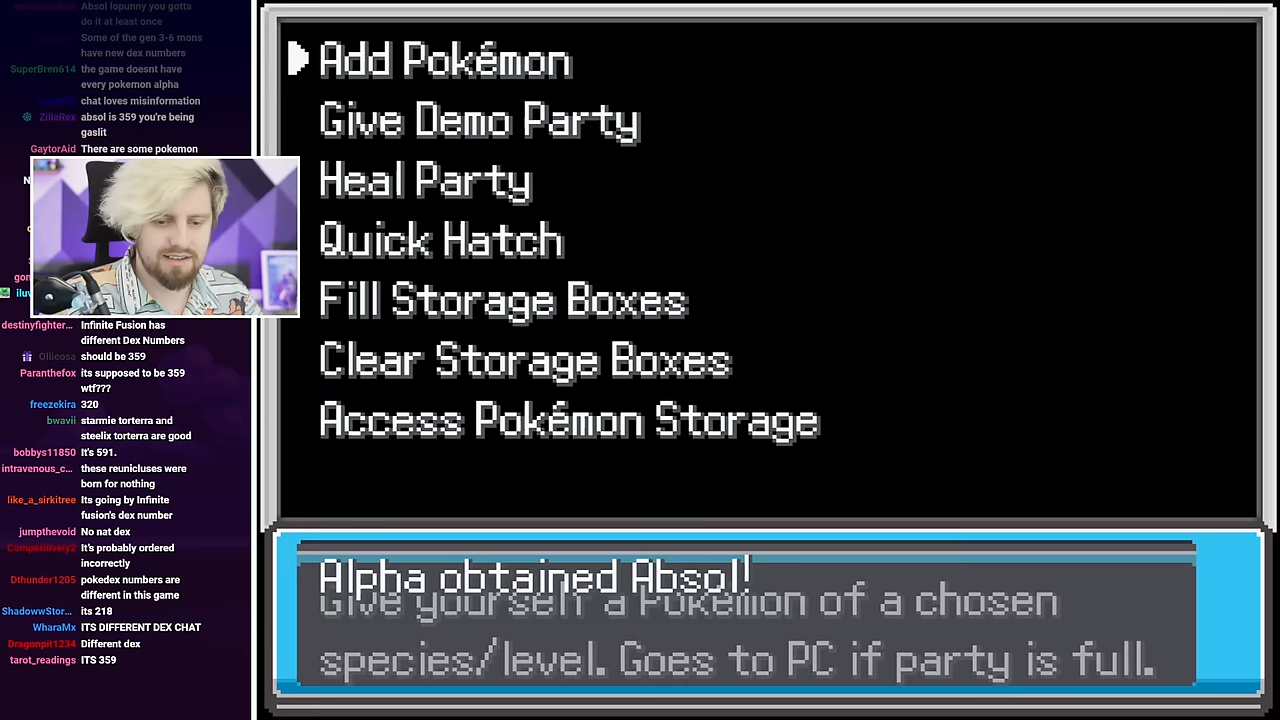 Absol lopunny you gotta
do it at least once
Some of the gen 3-6 mons
have new dex numbers
SuperBren614 the game doesnt have
every pokemon alpha
chat loves misinformation
ZillaRex absol is 359 you're being
gaslit
GaytorAid There are some pokemon
destinyfighter... Infinite Fusion has
different Dex Numbers
Ollieosa should be 359
Paranthefox its supposed to be 359
wtf???
freezekira 320
bwavii starmie torterra and
steelix torterra are good
bobbys11850 It's 591.
intravenous_c... these reunicluses were
born for nothing
like_a_sirkitree Its going by Infinite
fusion's dex number
jumpthevoid No nat dex
Competitively2 It's probably ordered
incorrectly
Dthunder1205 pokedex numbers are
different in this game
ShadowwStor... its 218
WharaMx ITS DIFFERENT DEX CHAT
Dragonpit1234 Different dex
tarot_readings ITS 359
Add Pokémon
Give Demo Party
Heal Party
Quick Hatch
Fill Storage Boxes
Clear Storage Boxes
Access Pokémon Storage
Alpha obtained Absol!
Give yourself a Pokémon of a chosen
species/level. Goes to PC if party is full.